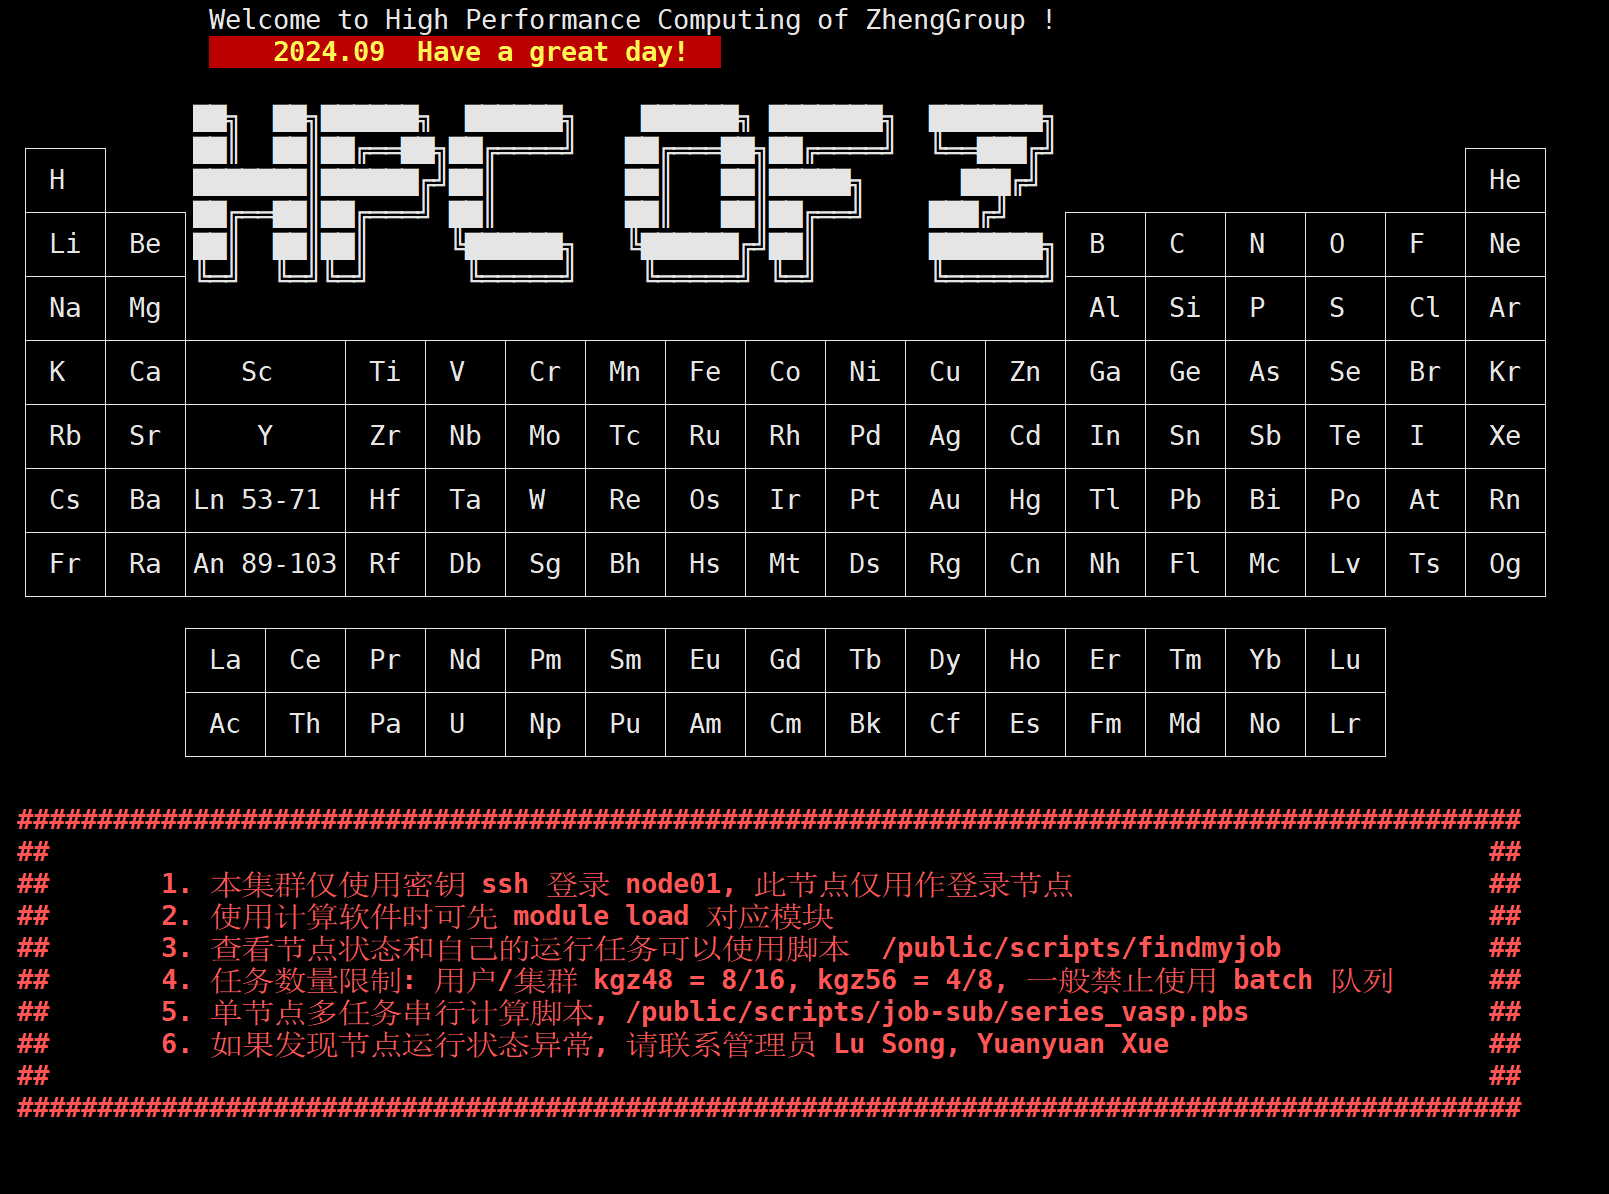 Welcome to High Performance Computing of ZhengGroup !
2024.09  Have a great day!
HPC OF Z
H He
Li Be B C N O F Ne
Na Mg Al Si P S Cl Ar
K Ca Sc Ti V Cr Mn Fe Co Ni Cu Zn Ga Ge As Se Br Kr
Rb Sr Y Zr Nb Mo Tc Ru Rh Pd Ag Cd In Sn Sb Te I Xe
Cs Ba Ln 53-71 Hf Ta W Re Os Ir Pt Au Hg Tl Pb Bi Po At Rn
Fr Ra An 89-103 Rf Db Sg Bh Hs Mt Ds Rg Cn Nh Fl Mc Lv Ts Og
La Ce Pr Nd Pm Sm Eu Gd Tb Dy Ho Er Tm Yb Lu
Ac Th Pa U Np Pu Am Cm Bk Cf Es Fm Md No Lr
##############################################################################################
## ##
## 1. 本集群仅使用密钥 ssh 登录 node01, 此节点仅用作登录节点 ##
## 2. 使用计算软件时可先 module load 对应模块 ##
## 3. 查看节点状态和自己的运行任务可以使用脚本  /public/scripts/findmyjob ##
## 4. 任务数量限制: 用户/集群 kgz48 = 8/16, kgz56 = 4/8, 一般禁止使用 batch 队列 ##
## 5. 单节点多任务串行计算脚本, /public/scripts/job-sub/series_vasp.pbs ##
## 6. 如果发现节点运行状态异常, 请联系管理员 Lu Song, Yuanyuan Xue ##
## ##
##############################################################################################